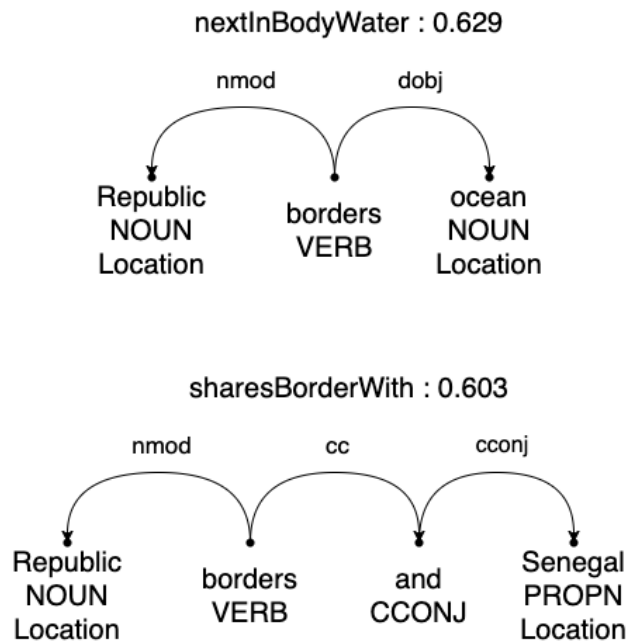 nextInBodyWater : 0.629
nmod dobj
Republic borders ocean
NOUN VERB NOUN
Location Location
sharesBorderWith : 0.603
nmod cc cconj
Republic borders and Senegal
NOUN VERB CCONJ PROPN
Location Location